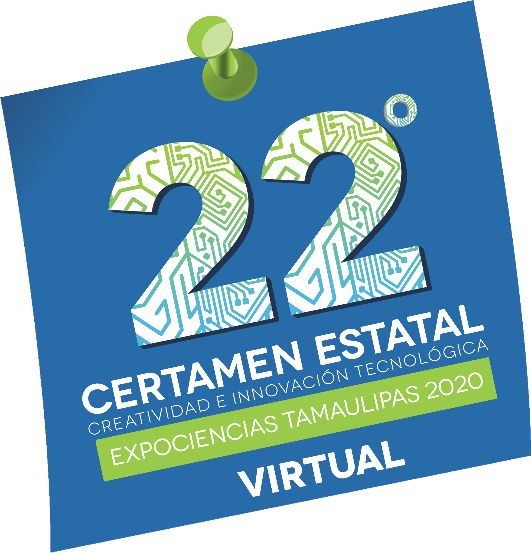 22°
CERTAMEN ESTATAL
CREATIVIDAD E INNOVACIÓN TECNOLÓGICA
EXPOCIENCIAS TAMAULIPAS 2020
VIRTUAL